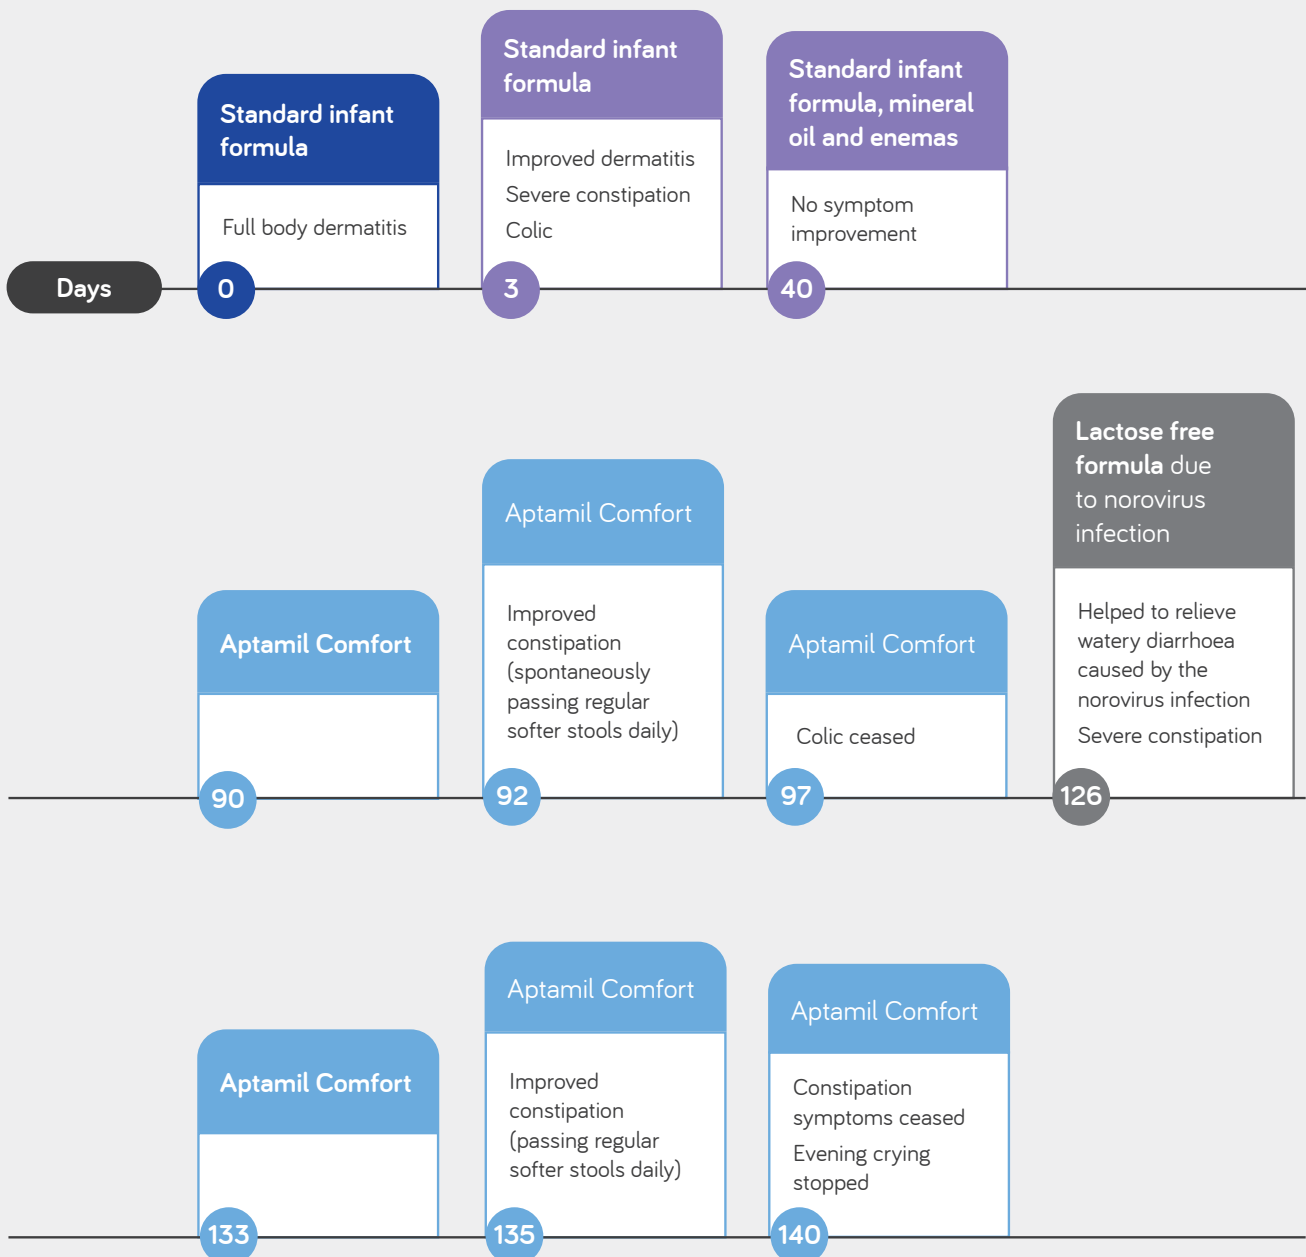 Standard infant
formula
Full body dermatitis
Standard infant
formula
Improved dermatitis
Severe constipation
Colic
Standard infant
formula, mineral
oil and enemas
No symptom
improvement
Days
0
3
40
Aptamil Comfort
90
Aptamil Comfort
Improved
constipation
(spontaneously
passing regular
softer stools daily)
92
Aptamil Comfort
Colic ceased
97
Lactose free
formula due
to norovirus
infection
Helped to relieve
watery diarrhoea
caused by the
norovirus infection
Severe constipation
126
Aptamil Comfort
133
Aptamil Comfort
Improved
constipation
(passing regular
softer stools daily)
135
Aptamil Comfort
Constipation
symptoms ceased
Evening crying
stopped
140